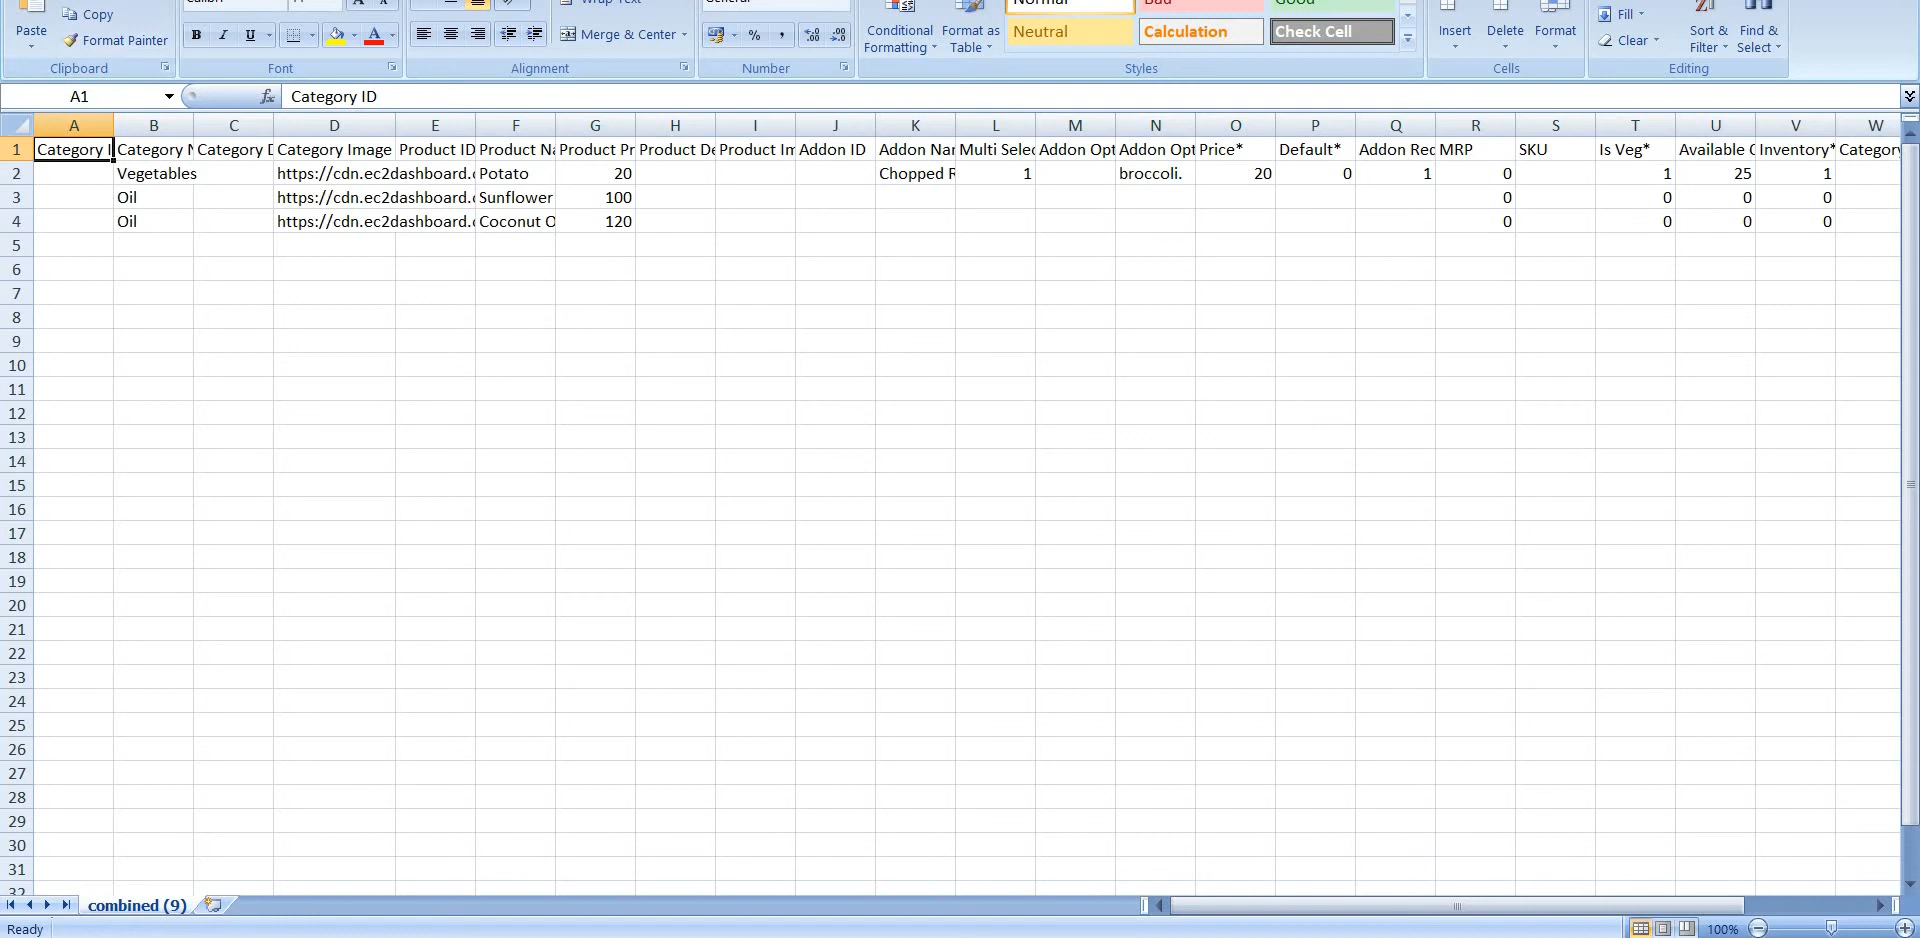 Paste
Copy
Format Painter
Clipboard
B I U
A
Font
Merge & Center
Alignment
% ,
Number
Conditional Formatting
Format as Table
Neutral
Calculation
Check Cell
Styles
Insert
Delete
Format
Cells
Fill
Clear
Sort & Filter
Find & Select
Editing
A1
fx
Category ID
A B C D E F G H I J K L M N O P Q R S T U V W
1 Category I Category N Category D Category Image Product ID Product Na Product Pr Product De Product Im Addon ID Addon Nar Multi Selec Addon Opt Addon Opt Price* Default* Addon Rec MRP SKU Is Veg* Available Q Inventory* Category
2 Vegetables https://cdn.ec2dashboard.c Potato 20 Chopped R 1 broccoli. 20 0 1 0 1 25 1
3 Oil https://cdn.ec2dashboard.c Sunflower 100 0 0 0 0
4 Oil https://cdn.ec2dashboard.c Coconut O 120 0 0 0 0
5
6
7
8
9
10
11
12
13
14
15
16
17
18
19
20
21
22
23
24
25
26
27
28
29
30
31
32
combined (9)
Ready
100%